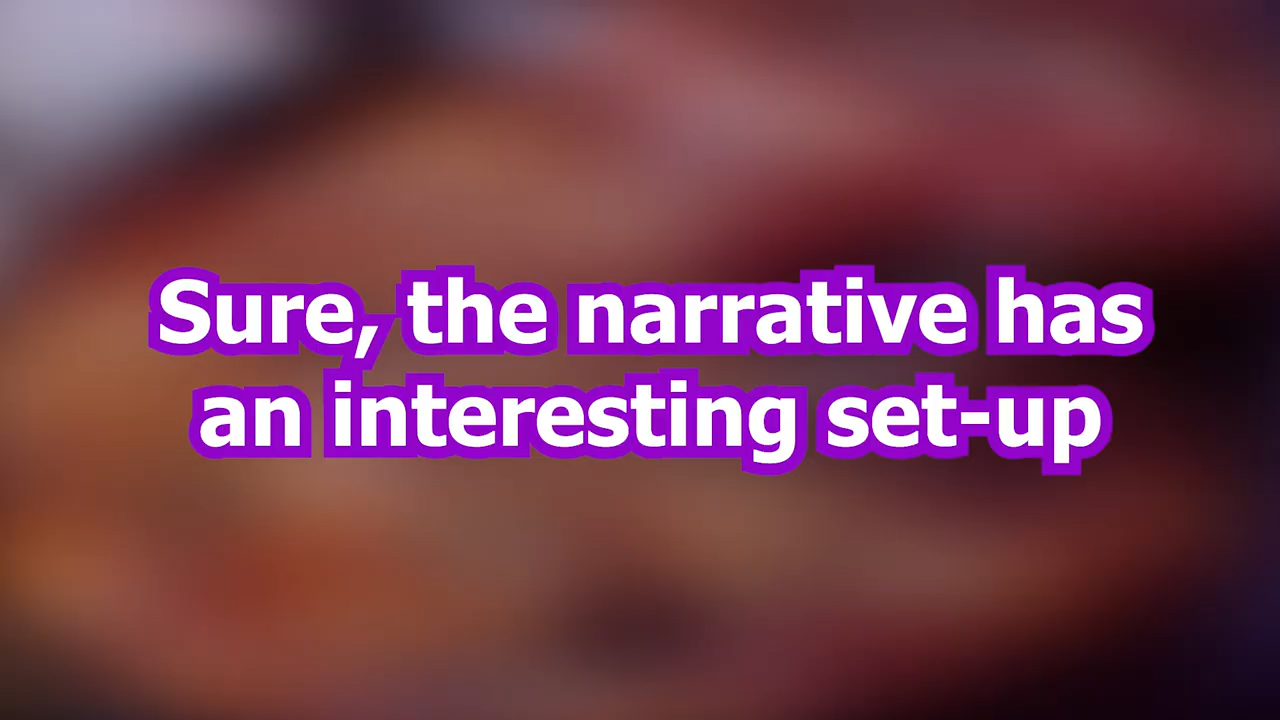 Sure, the narrative has
an interesting set-up